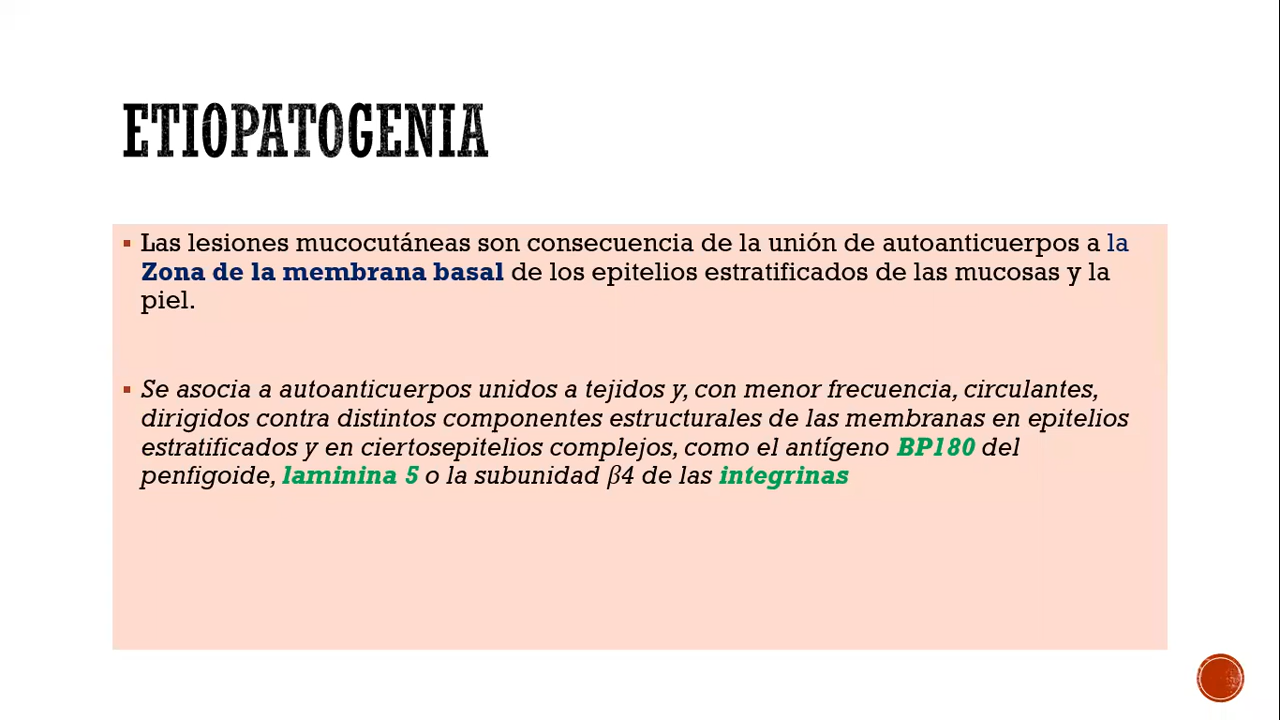 ETIOPATOGENIA
▪ Las lesiones mucocutáneas son consecuencia de la unión de autoanticuerpos a la
Zona de la membrana basal de los epitelios estratificados de las mucosas y la
piel.
▪ Se asocia a autoanticuerpos unidos a tejidos y, con menor frecuencia, circulantes,
dirigidos contra distintos componentes estructurales de las membranas en epitelios
estratificados y en ciertosepitelios complejos, como el antígeno BP180 del
penfigoide, laminina 5 o la subunidad β4 de las integrinas